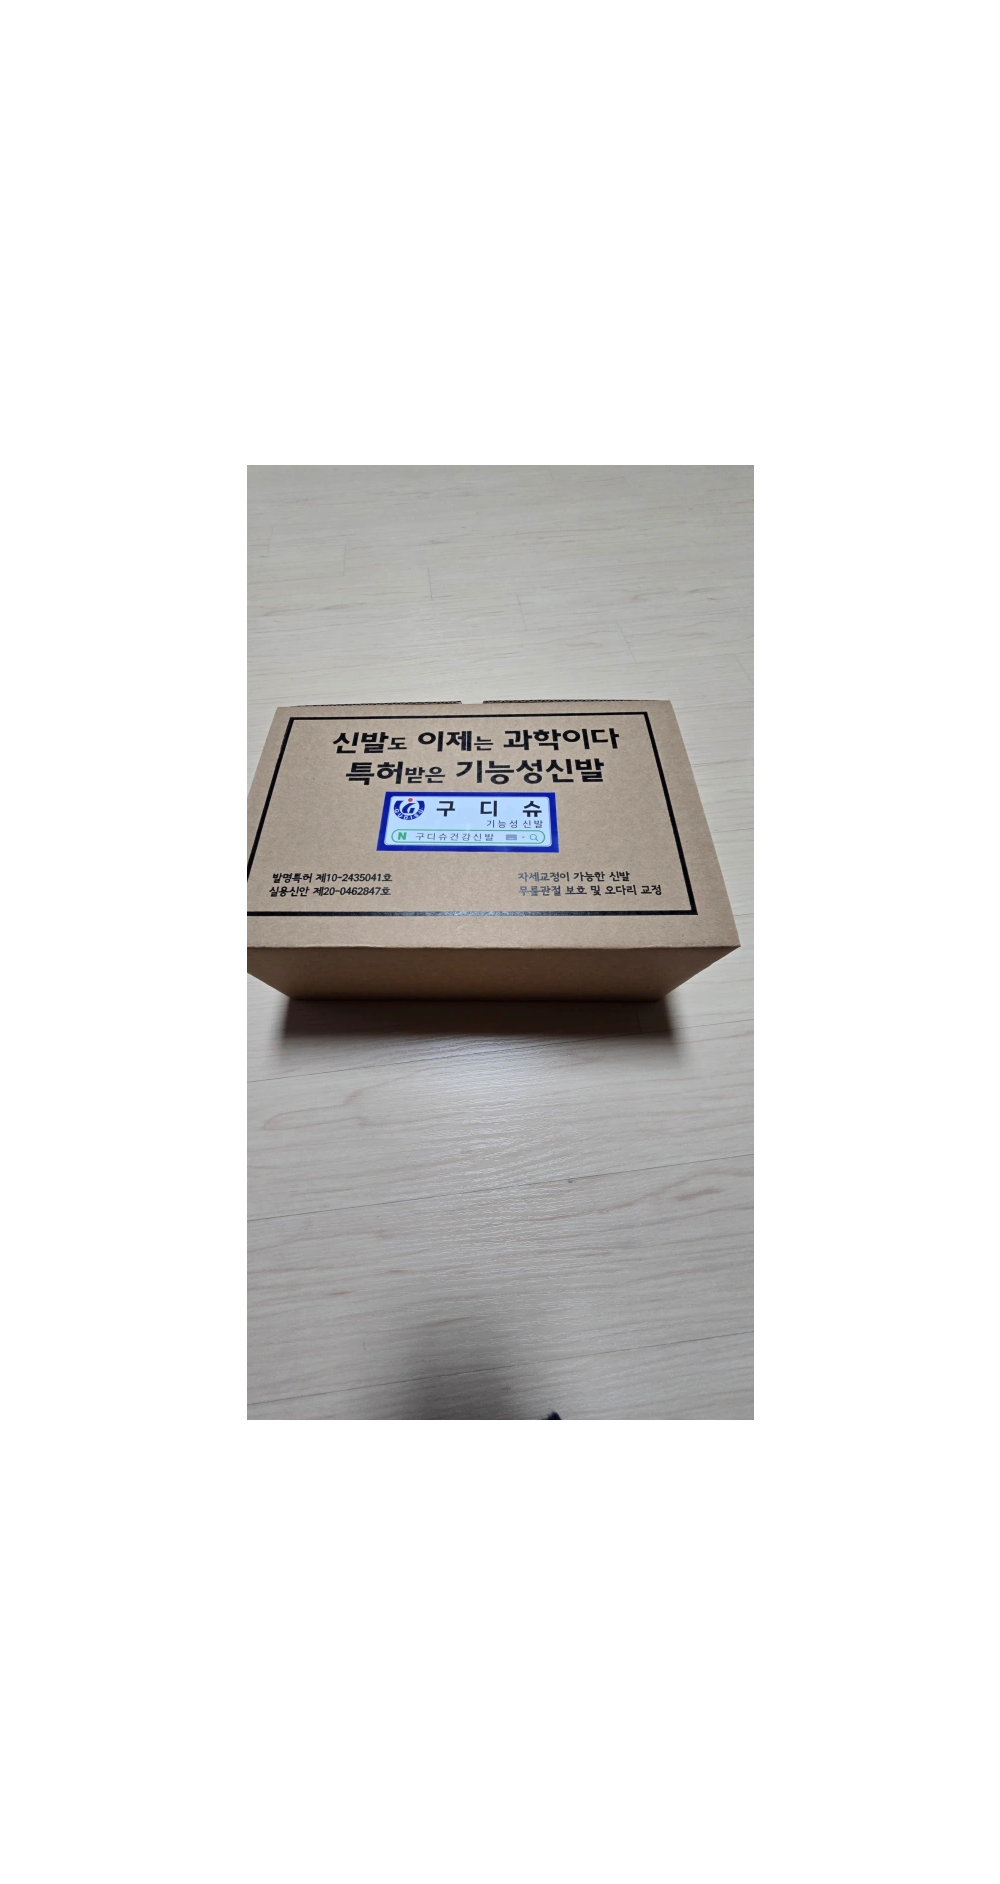 신발도 이제는 과학이다
특허받은 기능성신발
구 디 슈
기능성신발
N 구디슈건강신발
발명특허 제10-2435041호
실용신안 제20-0462847호
자세교정이 가능한 신발
무릎관절 보호 및 오다리 교정